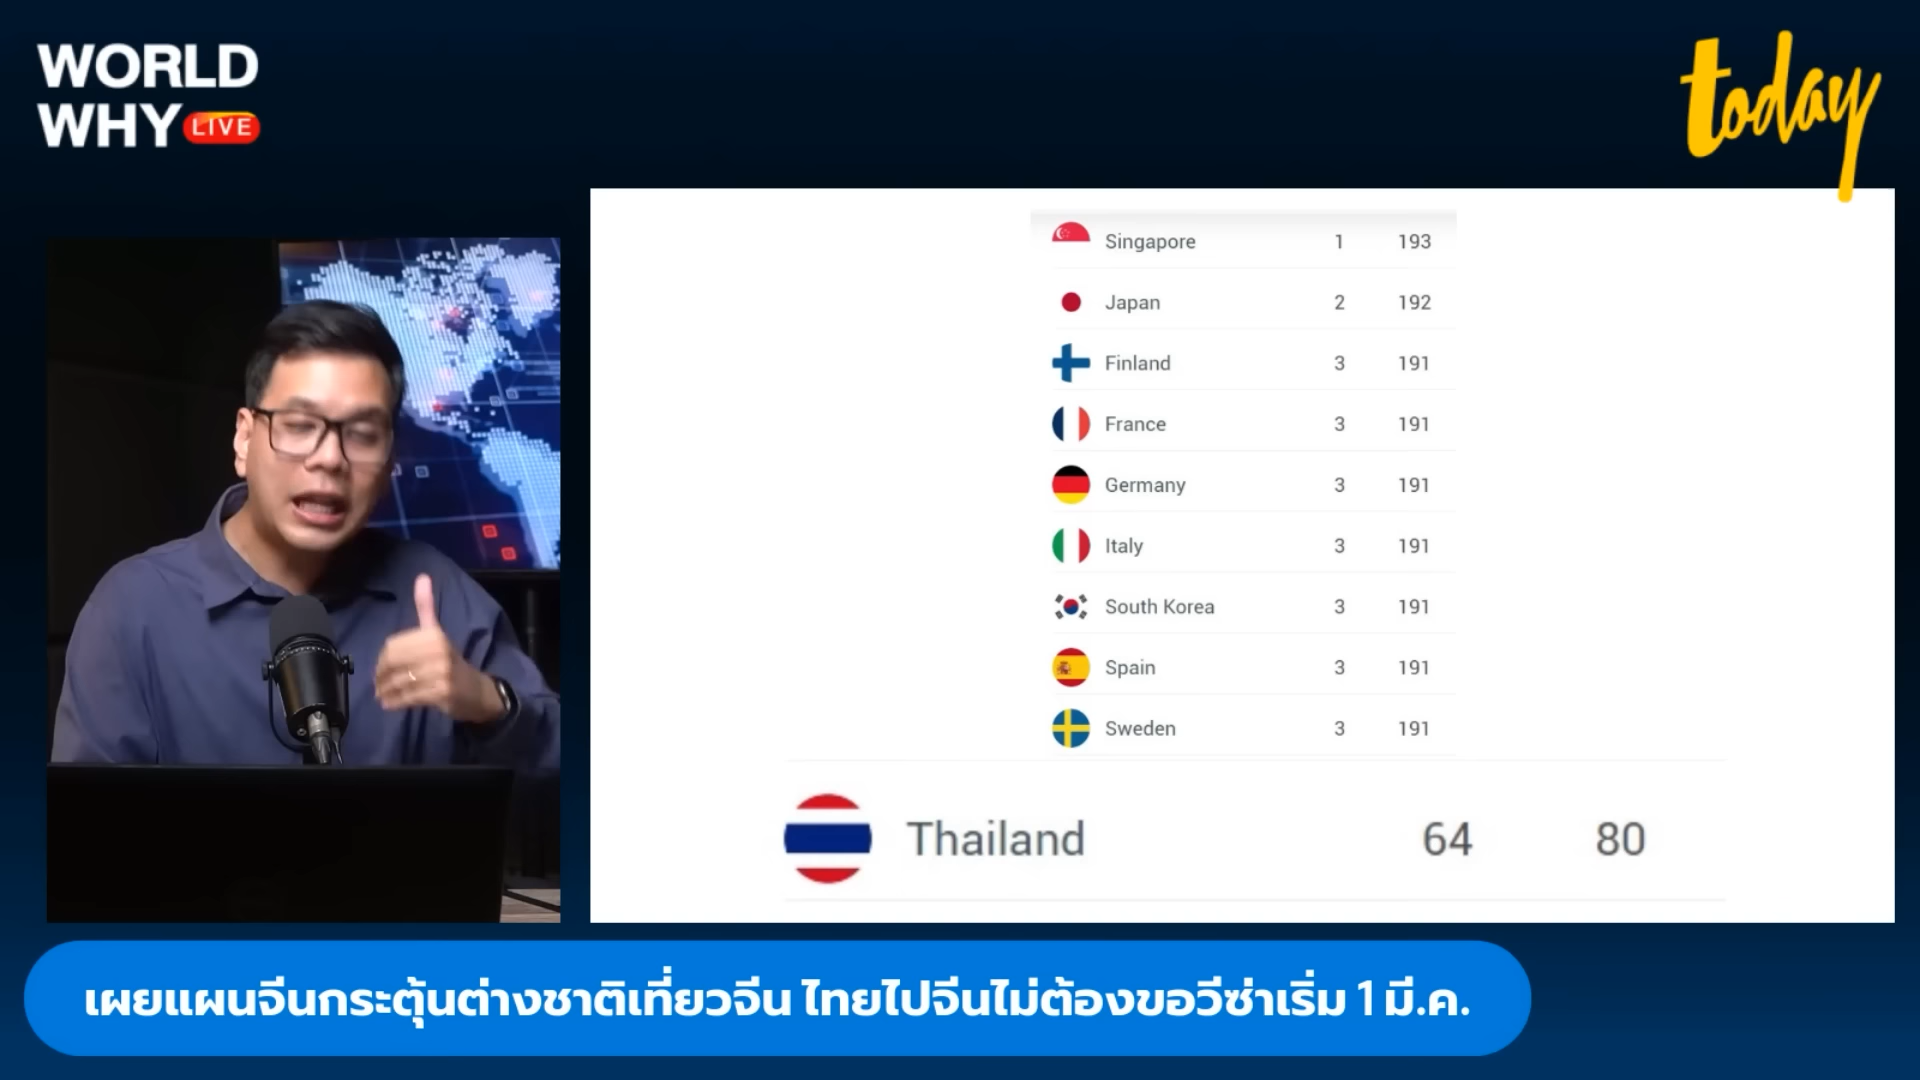 WORLD
WHY LIVE
today
Singapore 1 193
Japan 2 192
Finland 3 191
France 3 191
Germany 3 191
Italy 3 191
South Korea 3 191
Spain 3 191
Sweden 3 191
Thailand 64 80
เผยแผนจีนกระตุ้นต่างชาติเที่ยวจีน ไทยไปจีนไม่ต้องขอวีซ่าเริ่ม 1 มี.ค.